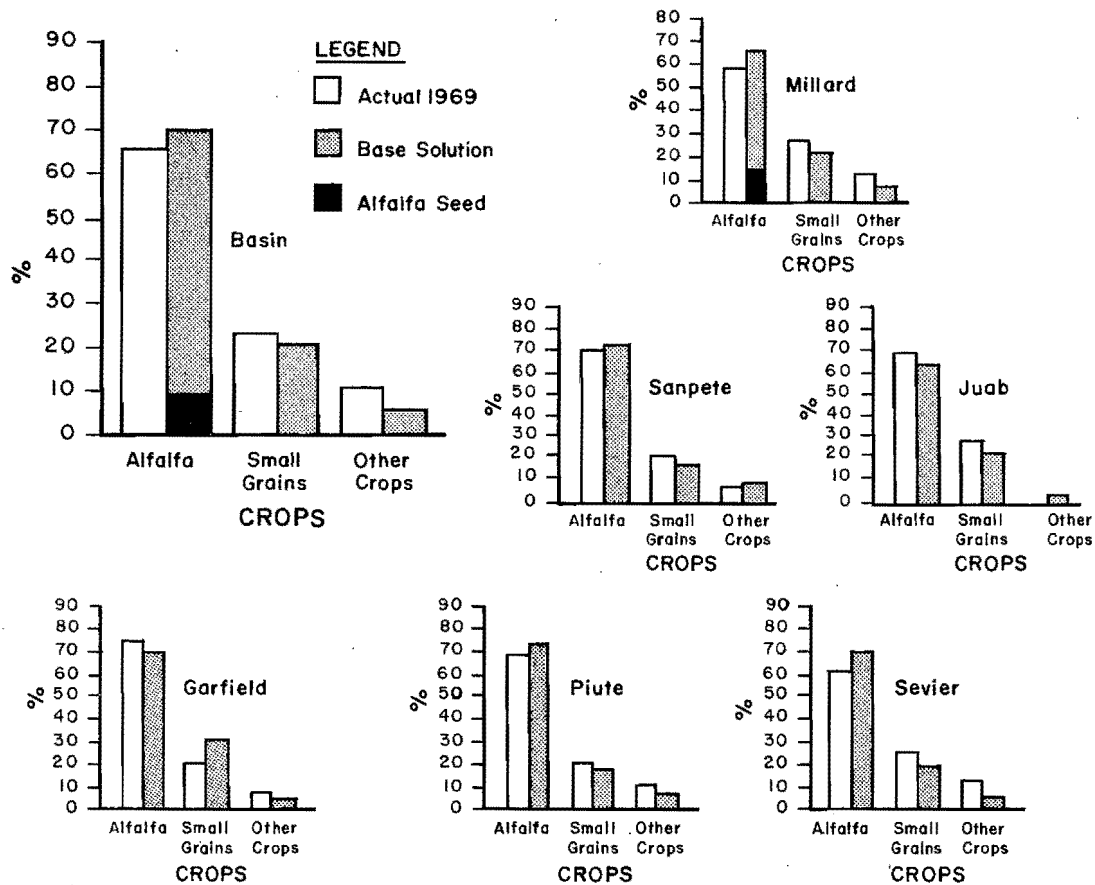 90
80
70
60
50
40
30
20
10
0
%
LEGEND
Actual 1969
Base Solution
Alfalfa Seed
Basin
Alfalfa
Small Grains
Other Crops
CROPS
80
70
60
50
40
30
20
10
0
%
Millard
Alfalfa
Small Grains
Other Crops
CROPS
90
80
70
60
50
40
30
20
10
0
%
Sanpete
Alfalfa
Small Grains
Other Crops
CROPS
90
80
70
60
50
40
30
20
10
0
%
Juab
Alfalfa
Small Grains
Other Crops
CROPS
90
80
70
60
50
40
30
20
10
0
%
Garfield
Alfalfa
Small Grains
Other Crops
CROPS
90
80
70
60
50
40
30
20
10
0
%
Piute
Alfalfa
Small Grains
Other Crops
CROPS
90
80
70
60
50
40
30
20
10
0
%
Sevier
Alfalfa
Small Grains
Other Crops
CROPS